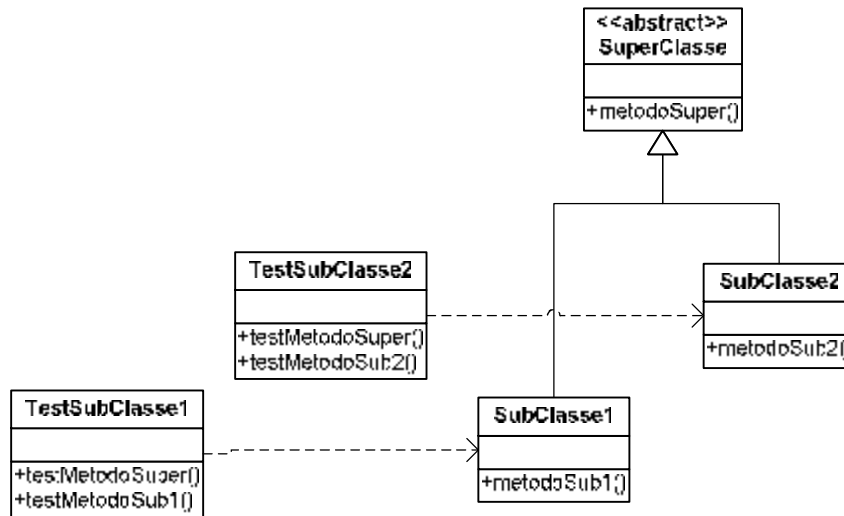 <<abstract>>
SuperClasse
+metodoSuper()
TestSubClasse2
+testMetodoSuper()
+testMetodoSub2()
SubClasse2
+metodoSub2()
TestSubClasse1
+testMetodoSuper()
+testMetodoSub1()
SubClasse1
+metodoSub1()